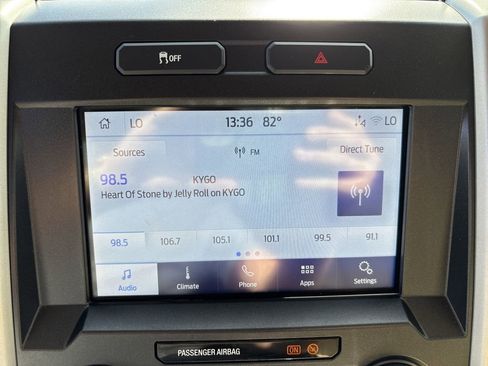 OFF
LO 13:36 82° LO
Sources FM Direct Tune
98.5 KYGO
Heart Of Stone by Jelly Roll on KYGO
98.5 106.7 105.1 101.1 99.5 91.1
Audio Climate Phone Apps Settings
PASSENGER AIRBAG ON